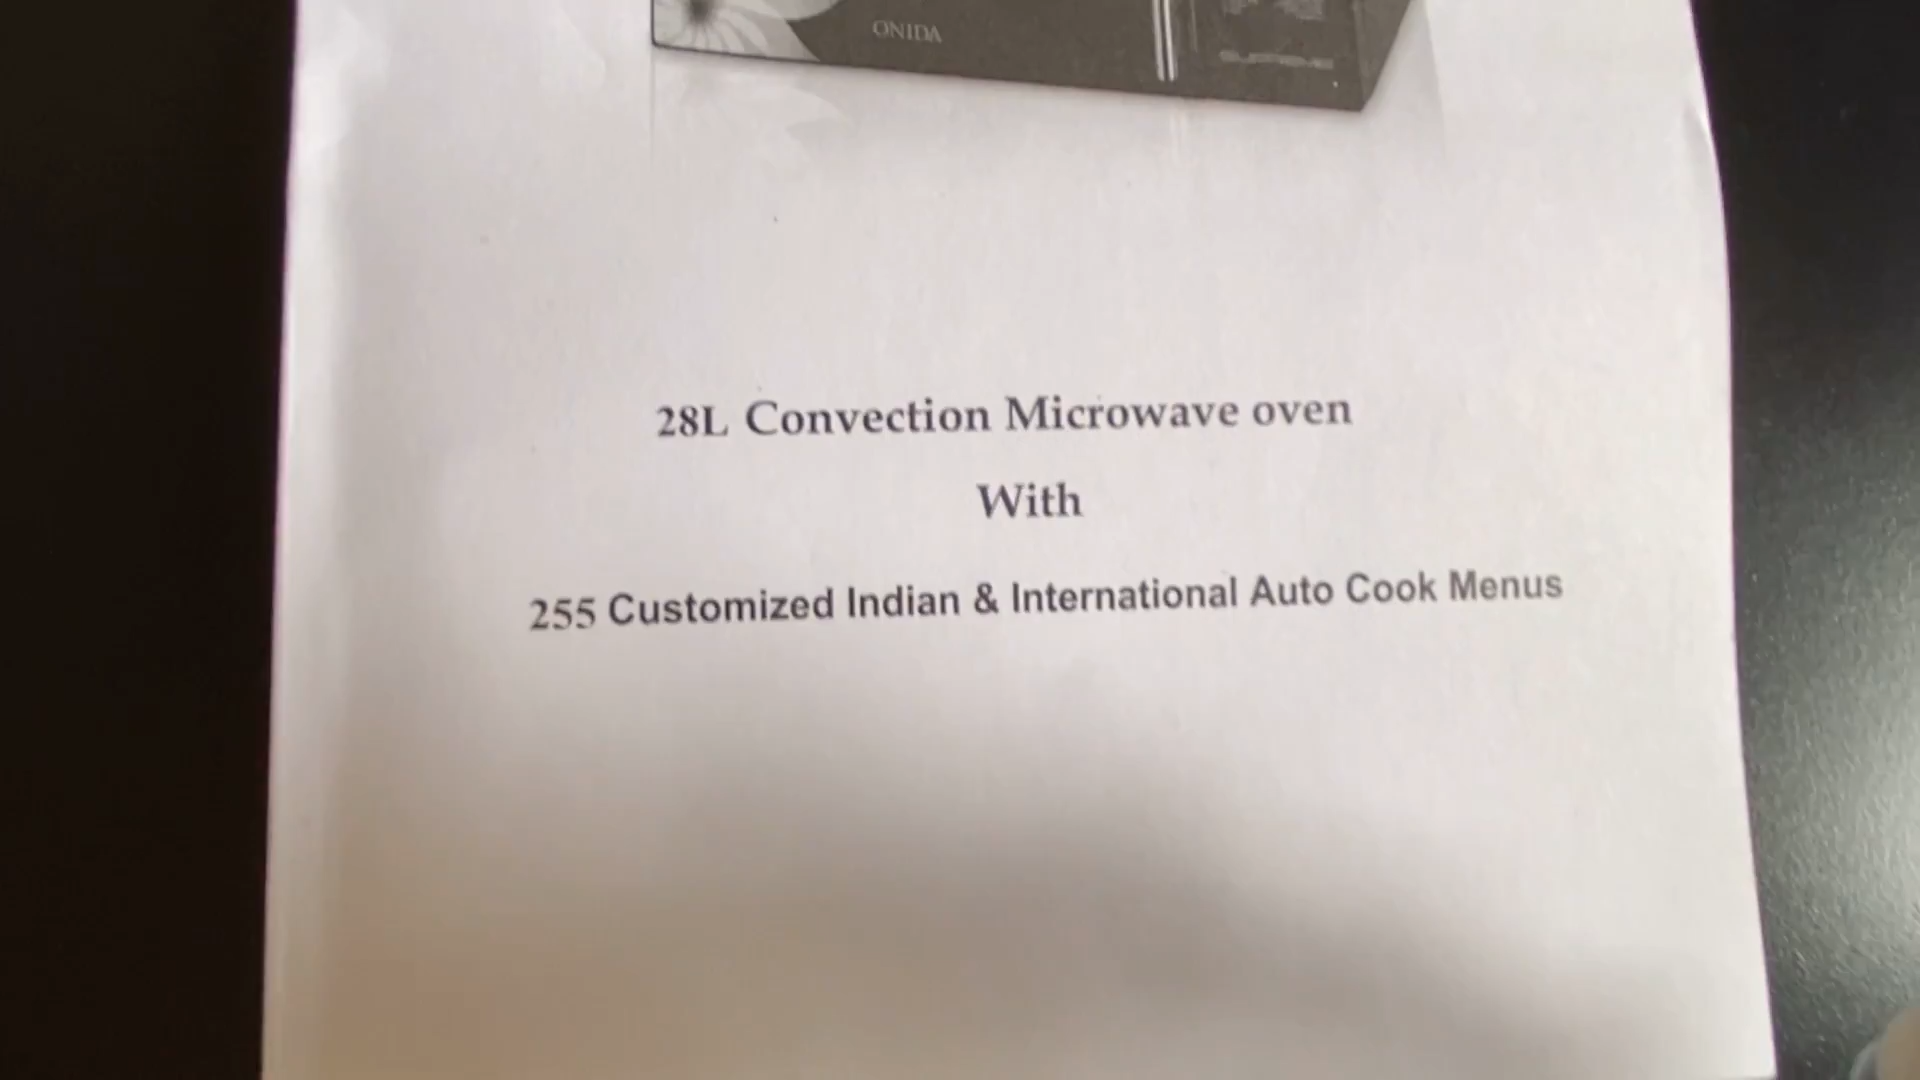 ONIDA
28L Convection Microwave oven
With
255 Customized Indian & International Auto Cook Menus